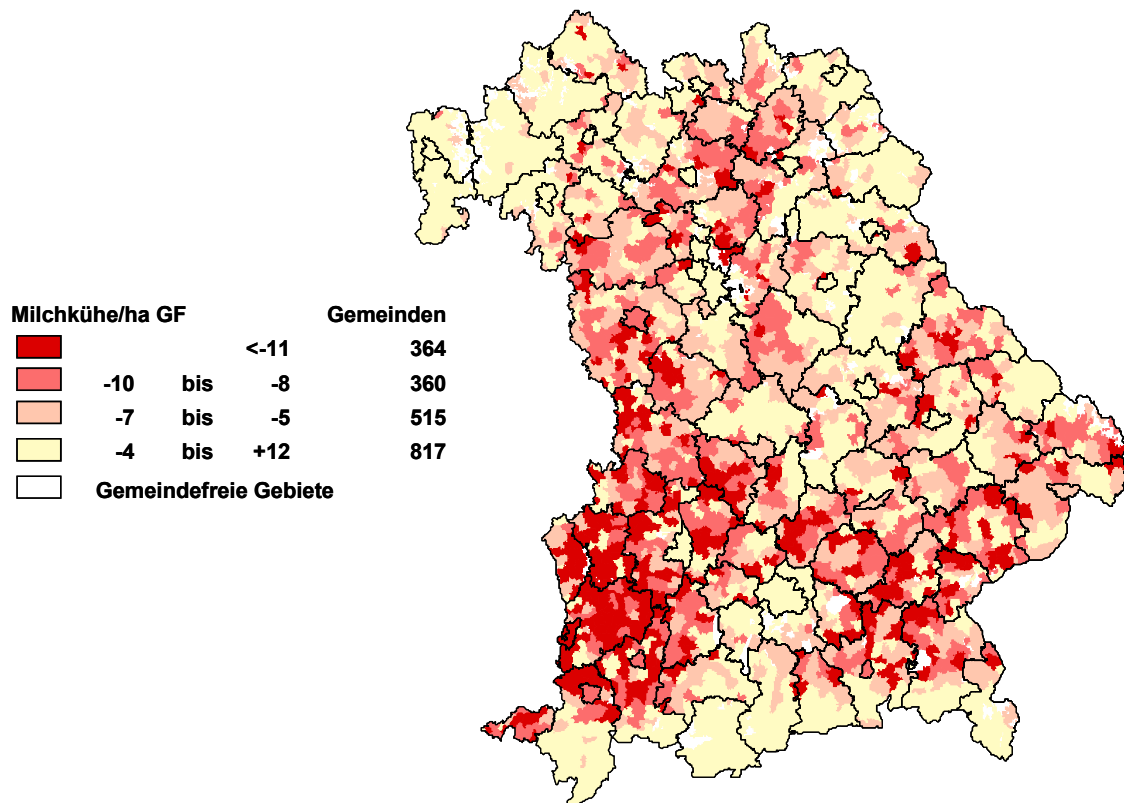 Milchkühe/ha GF Gemeinden
<-11 364
-10 bis -8 360
-7 bis -5 515
-4 bis +12 817
Gemeindefreie Gebiete